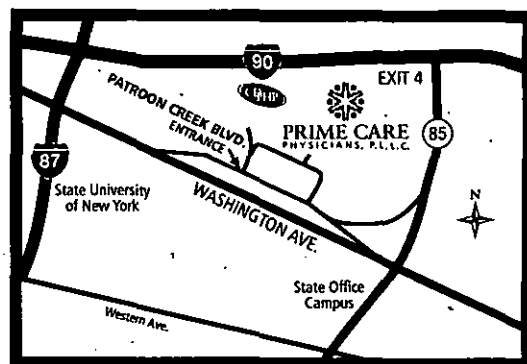 90
EXIT 4
PATROON CREEK BLVD.
ENTRANCE
PRIME CARE
PHYSICIANS, P.L.L.C.
85
87
State University
of New York
WASHINGTON AVE.
N
State Office
Campus
Western Ave.